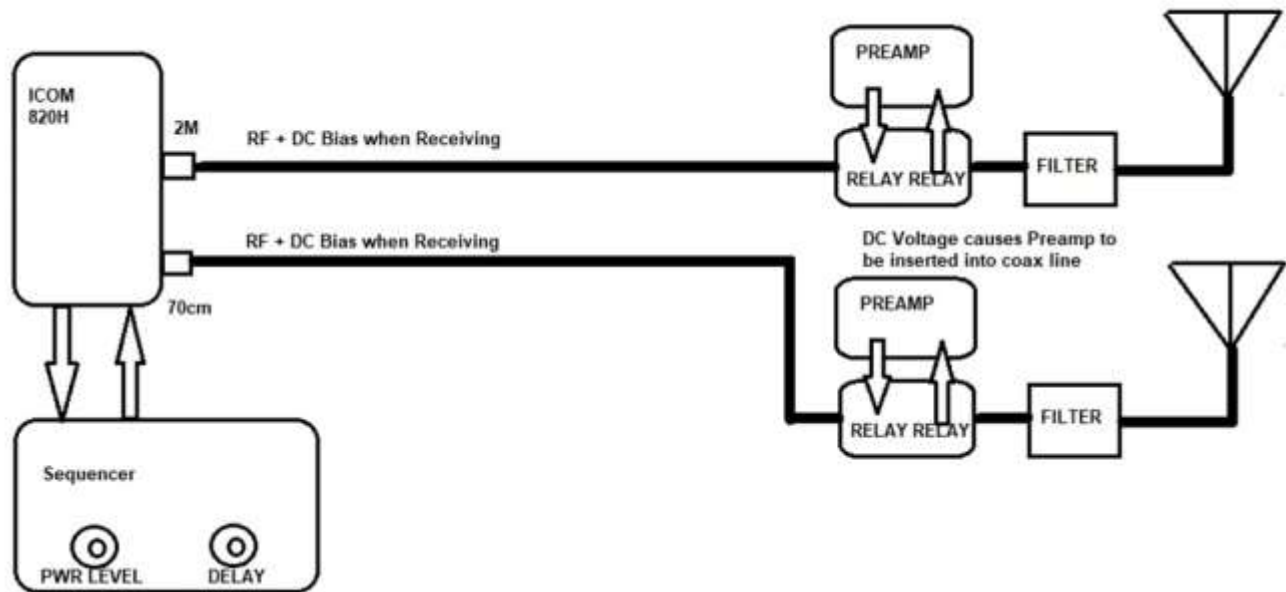 ICOM
820H
2M
RF + DC Bias when Receiving
PREAMP
RELAY RELAY
FILTER
RF + DC Bias when Receiving
70cm
DC Voltage causes Preamp to
be inserted into coax line
PREAMP
RELAY RELAY
FILTER
Sequencer
PWR LEVEL
DELAY